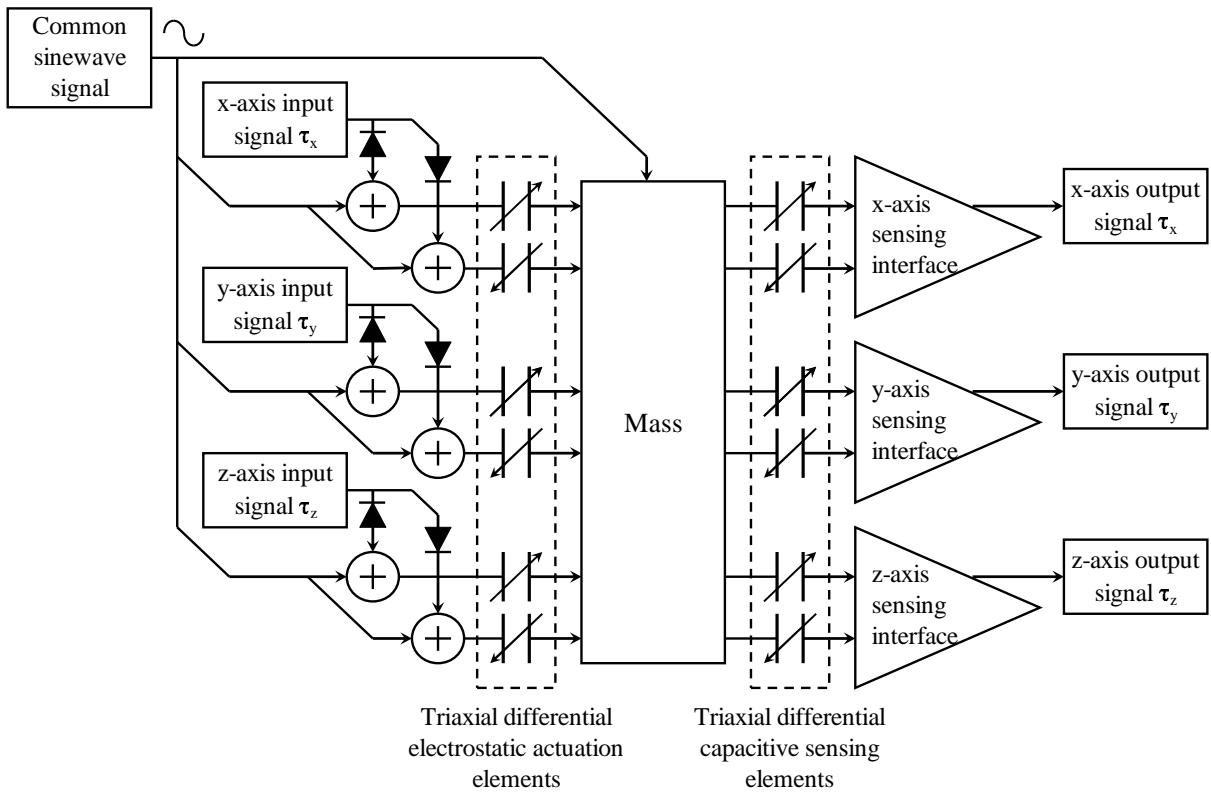 Common
sinewave
signal
x-axis input
signal τx
y-axis input
signal τy
z-axis input
signal τz
Mass
x-axis
sensing
interface
y-axis
sensing
interface
z-axis
sensing
interface
x-axis output
signal τx
y-axis output
signal τy
z-axis output
signal τz
Triaxial differential
electrostatic actuation
elements
Triaxial differential
capacitive sensing
elements